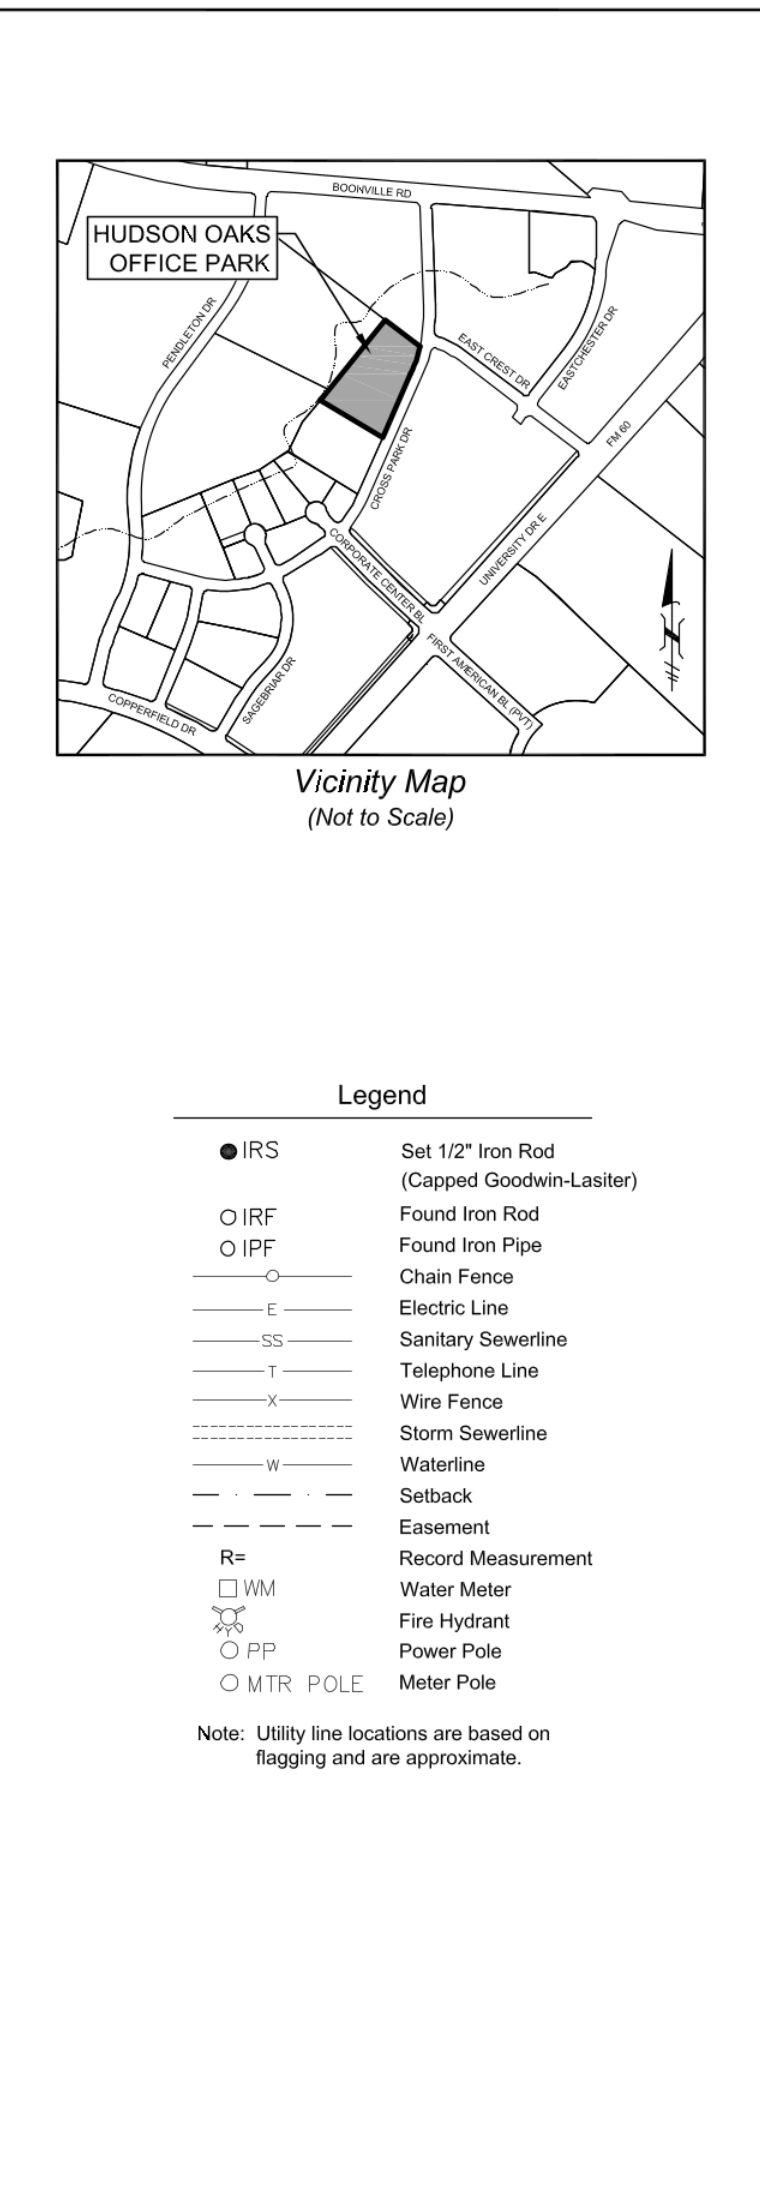 BOONVILLE RD
HUDSON OAKS
OFFICE PARK
PENDLETON DR
EAST CREST DR
EASTCHESTER DR
FM 60
CROSS PARK DR
UNIVERSITY DR E
CORPORATE CENTER BL
FIRST AMERICAN BL (PVT)
SAGEBRIAR DR
COPPERFIELD DR
Vicinity Map
(Not to Scale)
Legend
IRS Set 1/2" Iron Rod
(Capped Goodwin-Lasiter)
IRF Found Iron Rod
IPF Found Iron Pipe
Chain Fence
E Electric Line
SS Sanitary Sewerline
T Telephone Line
X Wire Fence
Storm Sewerline
W Waterline
Setback
Easement
R= Record Measurement
WM Water Meter
HYD Fire Hydrant
PP Power Pole
MTR POLE Meter Pole
Note: Utility line locations are based on
flagging and are approximate.